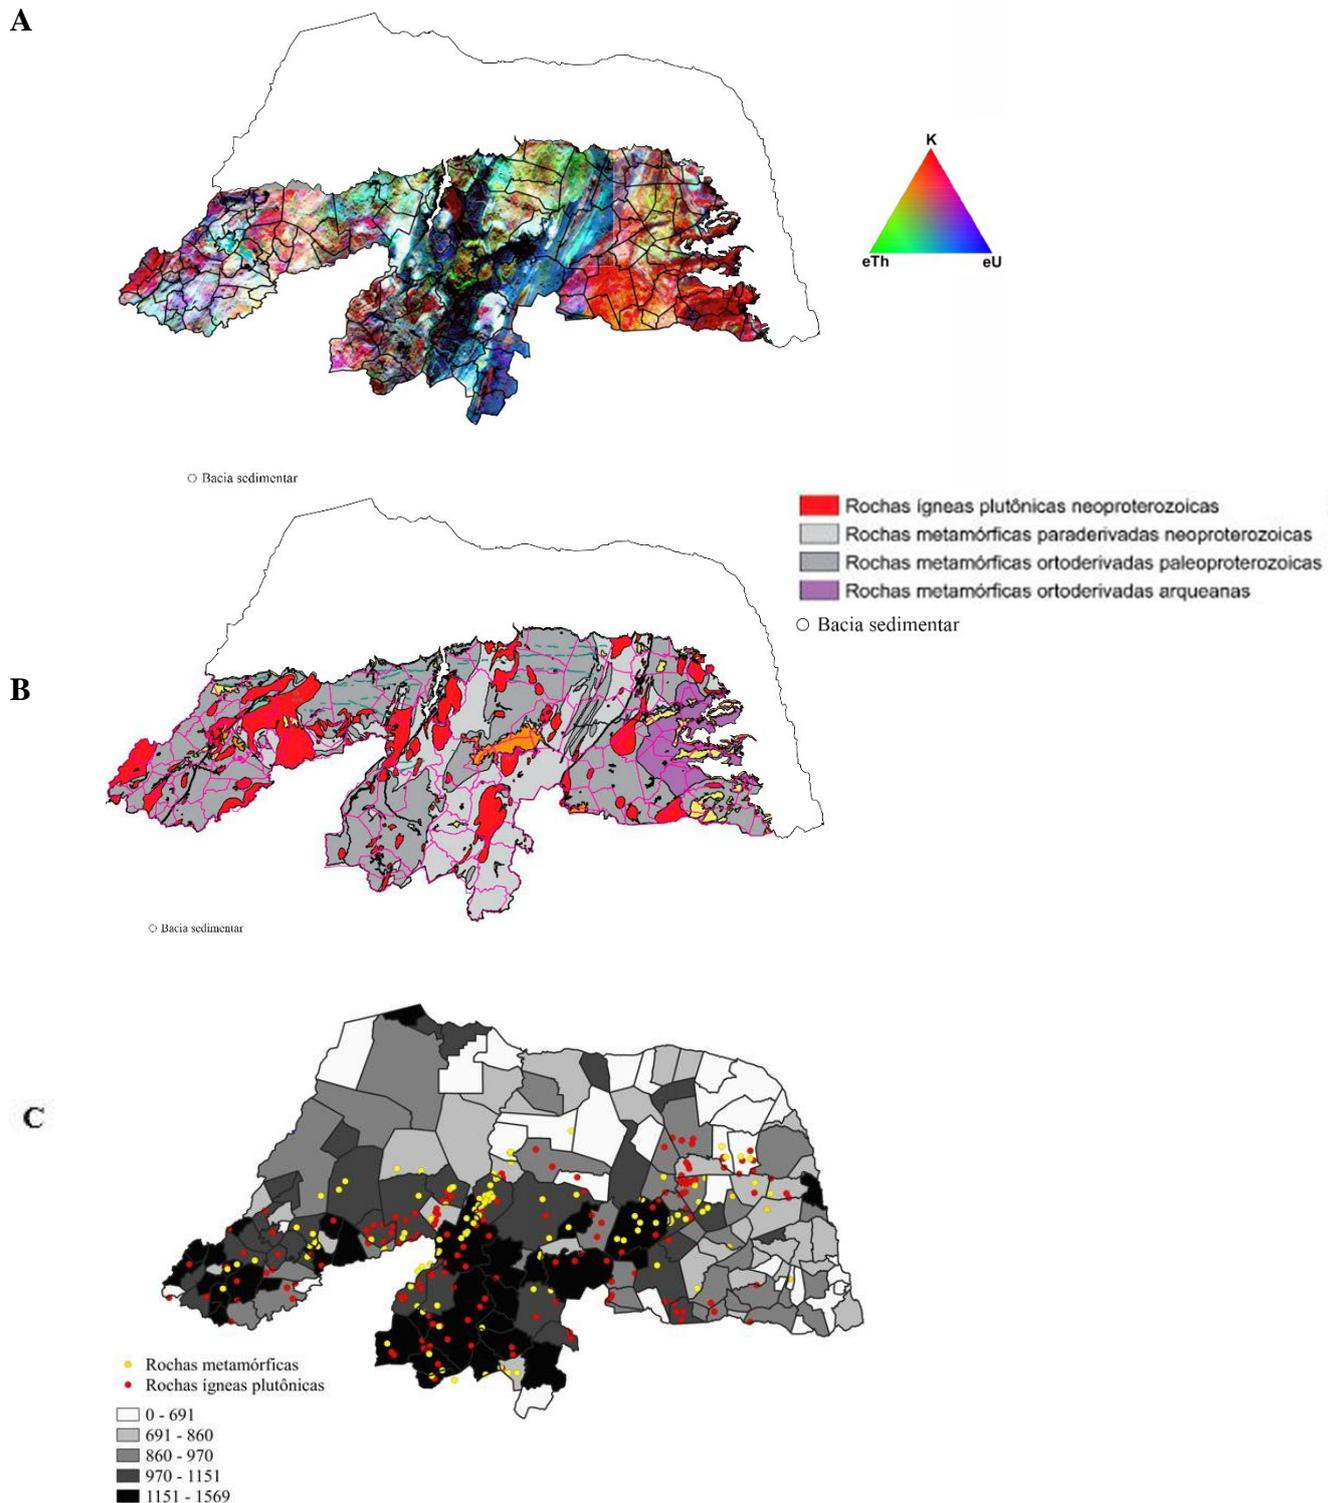 A
K
eTh
eU
Bacia sedimentar
Rochas ígneas plutônicas neoproterozoicas
Rochas metamórficas paraderivadas neoproterozoicas
Rochas metamórficas ortoderivadas paleoproterozoicas
Rochas metamórficas ortoderivadas arqueanas
Bacia sedimentar
B
Bacia sedimentar
C
Rochas metamórficas
Rochas ígneas plutônicas
0 - 691
691 - 860
860 - 970
970 - 1151
1151 - 1569